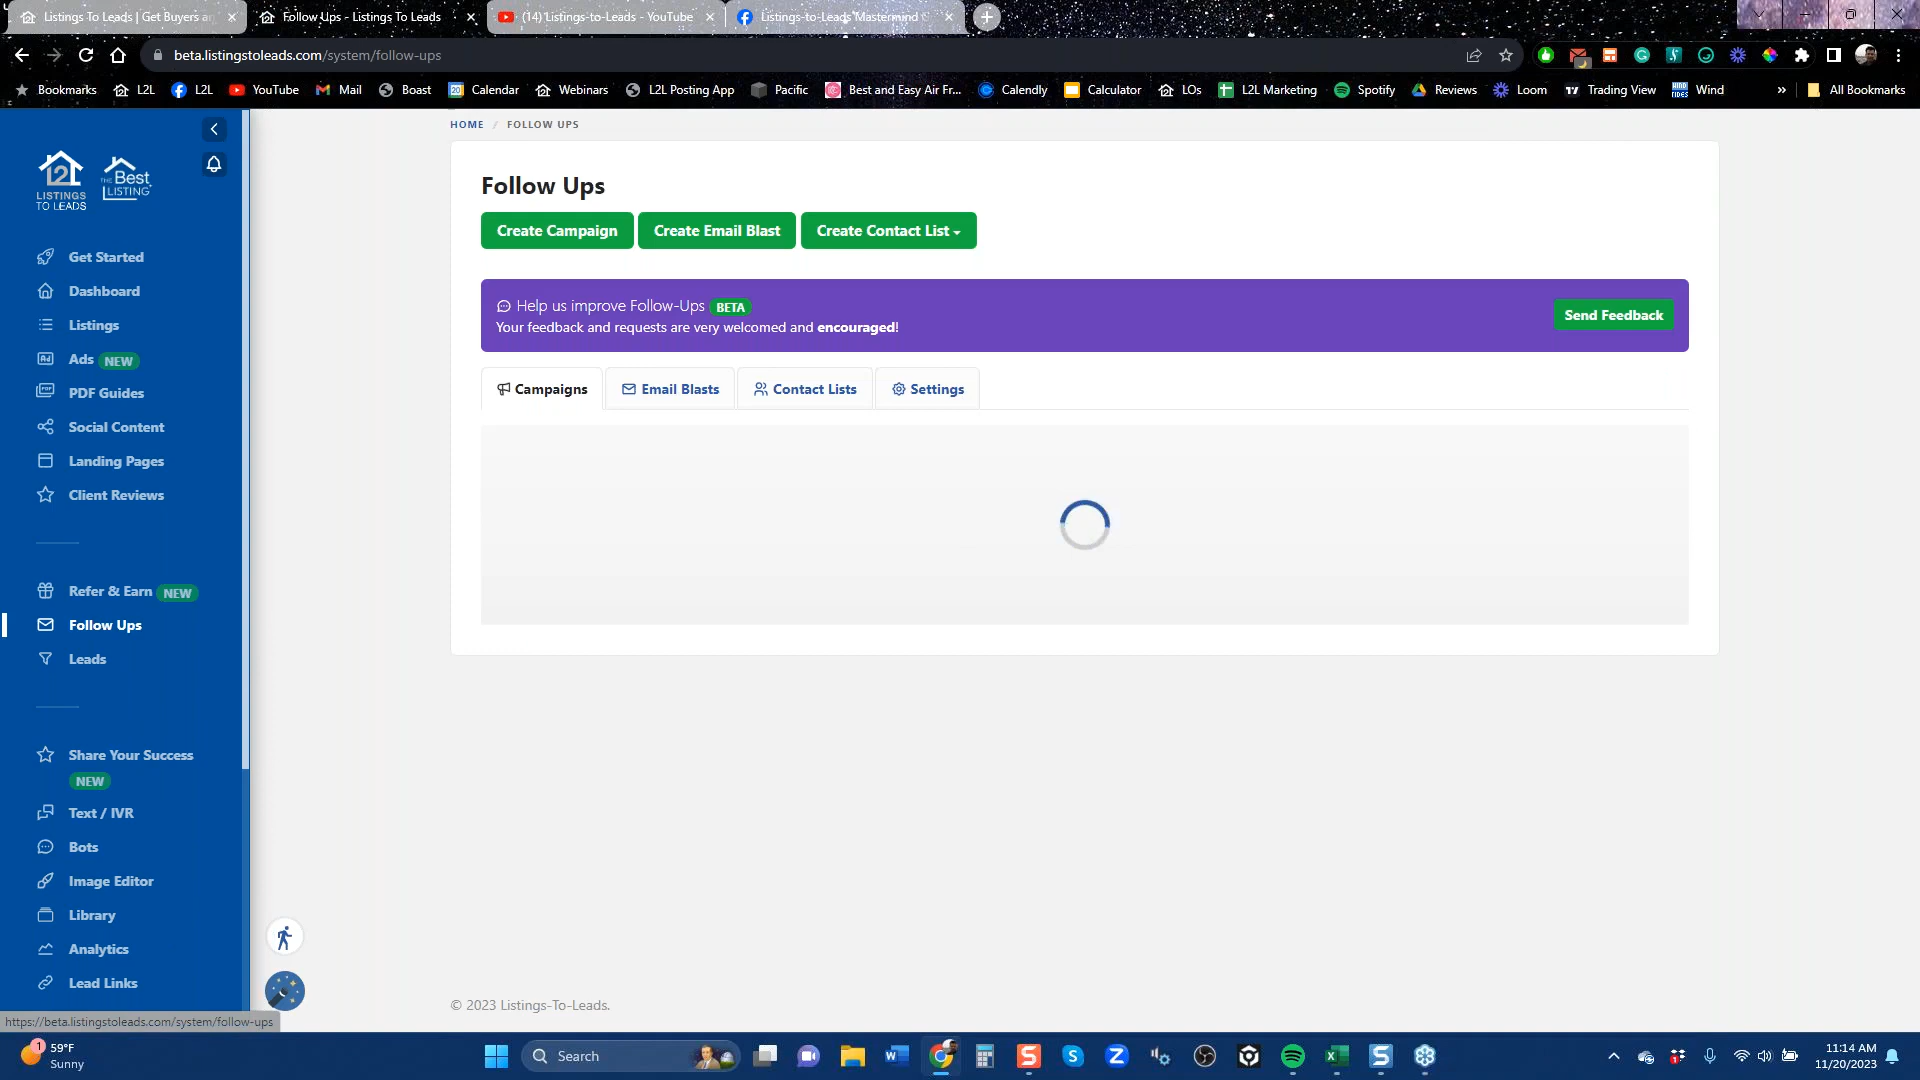 Listings To Leads | Get Buyers an
Follow Ups - Listings To Leads
(14) Listings-to-Leads - YouTube
Listings-to-Leads Mastermind
beta.listingstoleads.com/system/follow-ups
Bookmarks
L2L
L2L
YouTube
Mail
Boast
Calendar
Webinars
L2L Posting App
Pacific
Best and Easy Air Fr...
Calendly
Calculator
LOs
L2L Marketing
Spotify
Reviews
Loom
Trading View
Wind
»
All Bookmarks
HOME / FOLLOW UPS
L2L
LISTINGS
TO LEADS
THE Best
LISTING
Get Started
Dashboard
Listings
Ads NEW
PDF Guides
Social Content
Landing Pages
Client Reviews
Refer & Earn NEW
Follow Ups
Leads
Share Your Success
NEW
Text / IVR
Bots
Image Editor
Library
Analytics
Lead Links
Follow Ups
Create Campaign
Create Email Blast
Create Contact List
Help us improve Follow-Ups BETA
Your feedback and requests are very welcomed and encouraged!
Send Feedback
Campaigns
Email Blasts
Contact Lists
Settings
© 2023 Listings-To-Leads.
https://beta.listingstoleads.com/system/follow-ups
1
59°F
Sunny
Search
11:14 AM
11/20/2023